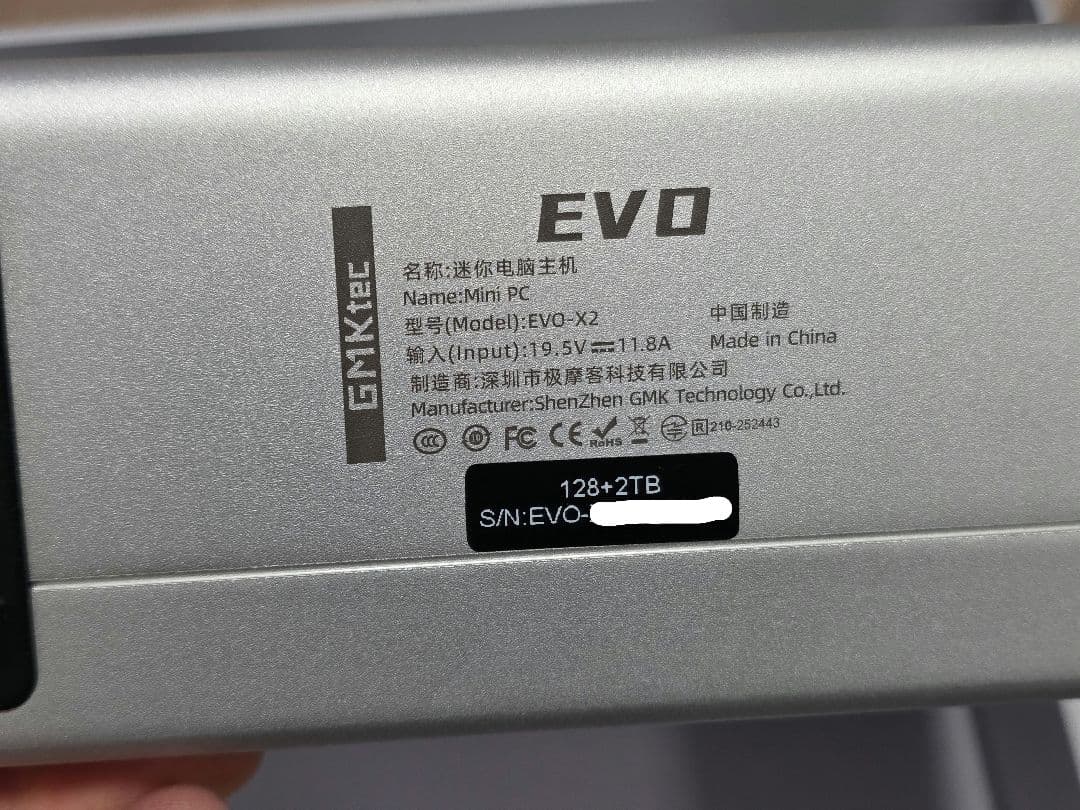 GMKtec
EVO
名称:迷你电脑主机
Name:Mini PC
型号(Model):EVO-X2
输入(Input):19.5V⎓11.8A
中国制造
Made in China
制造商:深圳市极摩客科技有限公司
Manufacturer:ShenZhen GMK Technology Co.,Ltd.
CCC FC CE RoHS R 210-252443
128+2TB
S/N:EVO-